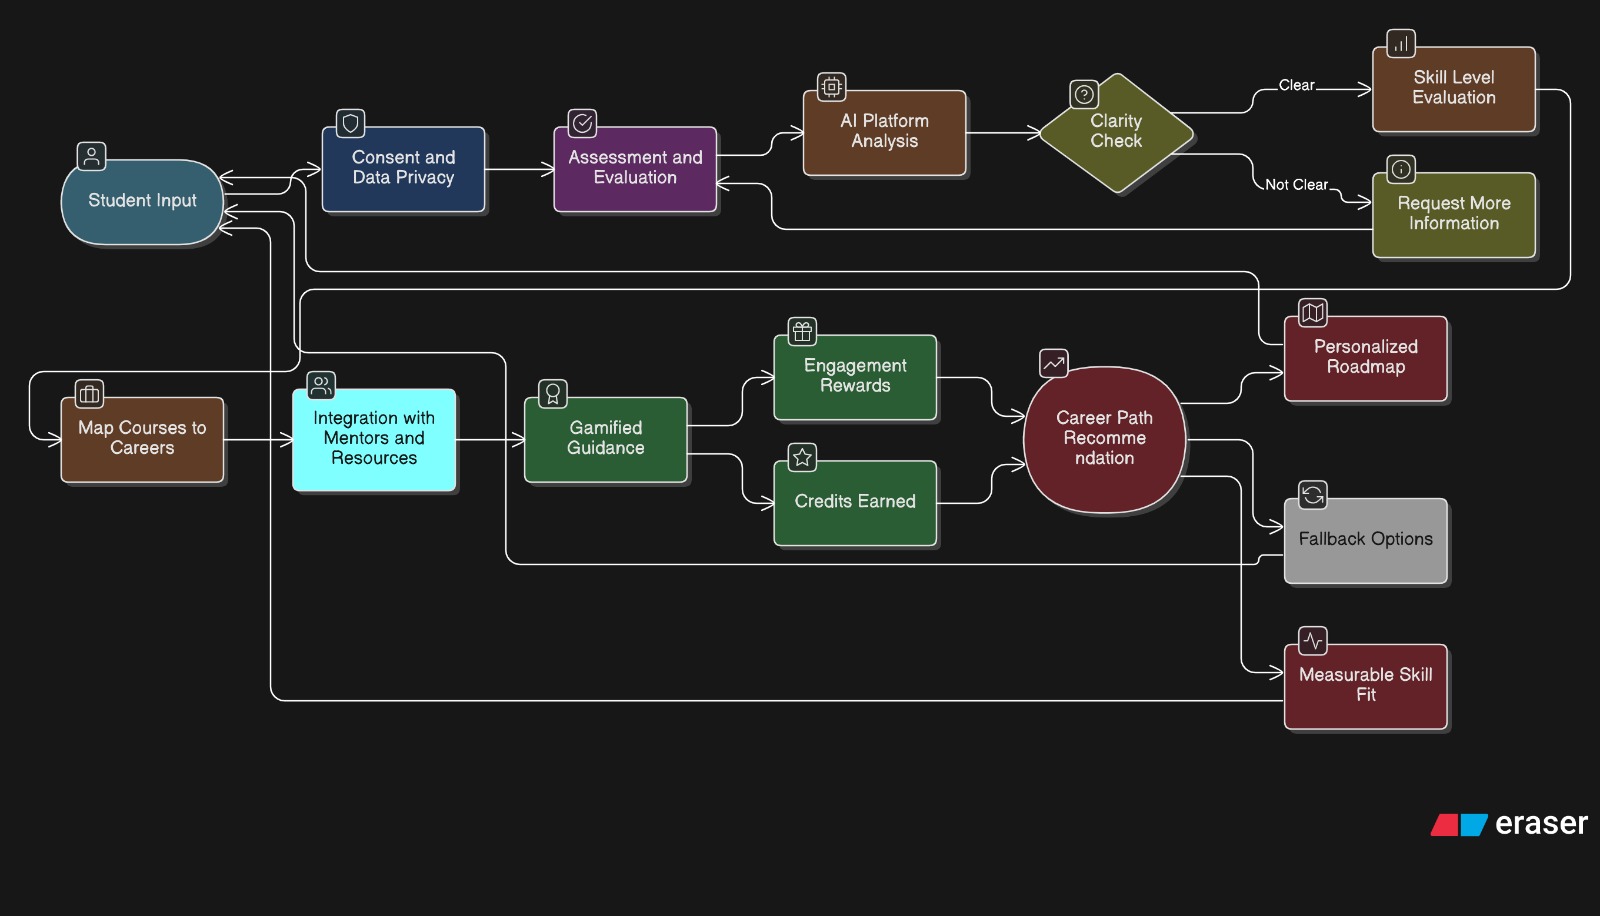 Student Input
Consent and
Data Privacy
Assessment and
Evaluation
AI Platform
Analysis
Clarity
Check
Clear
Not Clear
Skill Level
Evaluation
Request More
Information
Map Courses to
Careers
Integration with
Mentors and
Resources
Gamified
Guidance
Engagement
Rewards
Credits Earned
Career Path
Recomme
ndation
Personalized
Roadmap
Fallback Options
Measurable Skill
Fit
eraser